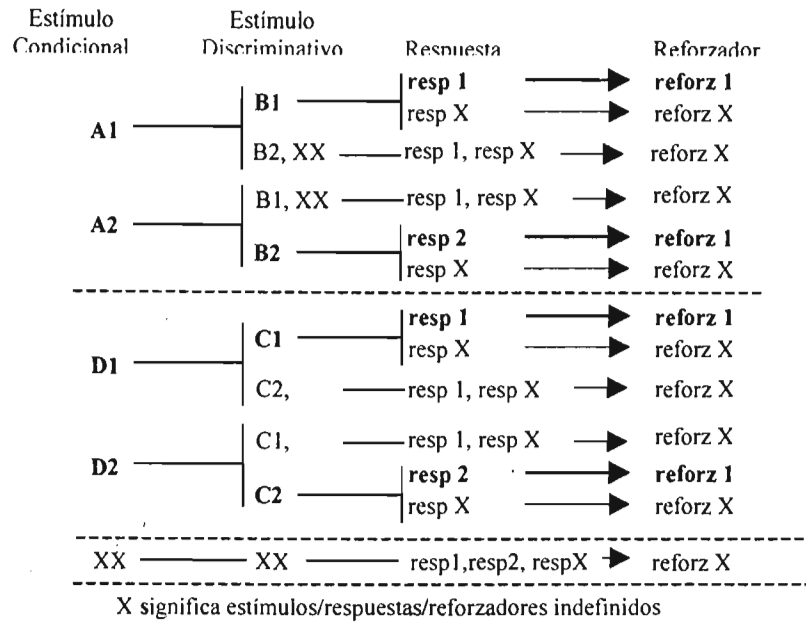 Estímulo Estímulo
Condicional Discriminativo Respuesta Reforzador
resp 1 reforz 1
B1
resp X reforz X
A1
B2, XX resp 1, resp X reforz X
B1, XX resp 1, resp X reforz X
A2
resp 2 reforz 1
B2
resp X reforz X
resp 1 reforz 1
C1
resp X reforz X
D1
C2, resp 1, resp X reforz X
C1, resp 1, resp X reforz X
D2
resp 2 reforz 1
C2
resp X reforz X
XX XX resp1,resp2, respX reforz X
X significa estímulos/respuestas/reforzadores indefinidos